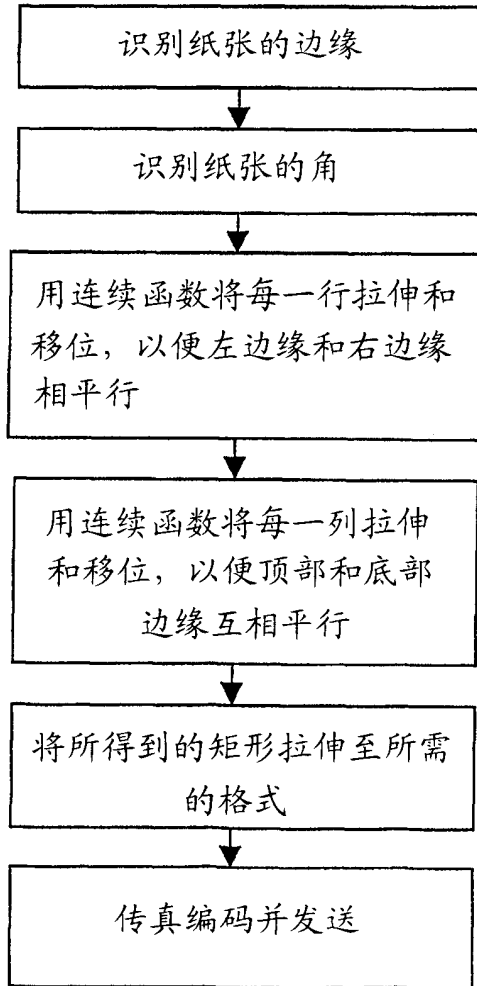 识别纸张的边缘
识别纸张的角
用连续函数将每一行拉伸和
移位，以便左边缘和右边缘
相平行
用连续函数将每一列拉伸
和移位，以便顶部和底部
边缘互相平行
将所得到的矩形拉伸至所需
的格式
传真编码并发送